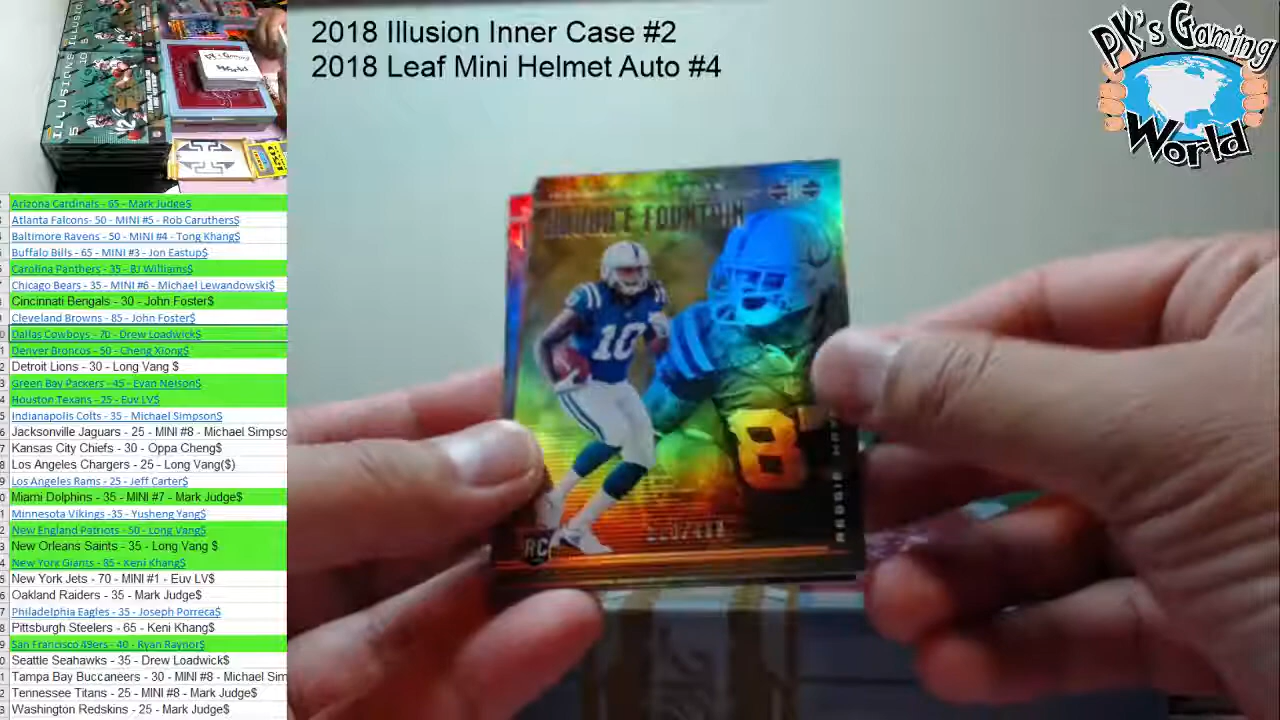 2018 Illusion Inner Case #2
2018 Leaf Mini Helmet Auto #4
PK's Gaming
World
ILLUSIONS
Arizona Cardinals - 65 - Mark Judge$
Atlanta Falcons- 50 - MINI #5 - Rob Caruthers$
Baltimore Ravens - 50 - MINI #4 - Tong Khang$
Buffalo Bills - 65 - MINI #3 - Jon Eastup$
Carolina Panthers - 35 - BJ Williams$
Chicago Bears - 35 - MINI #6 - Michael Lewandowski$
Cincinnati Bengals - 30 - John Foster$
Cleveland Browns - 85 - John Foster$
Dallas Cowboys - 70 - Drew Loadwick$
Denver Broncos - 50 - Cheng Xiong$
Detroit Lions - 30 - Long Vang $
Green Bay Packers - 45 - Evan Nelson$
Houston Texans - 25 - Euv LV$
Indianapolis Colts - 35 - Michael Simpson$
Jacksonville Jaguars - 25 - MINI #8 - Michael Simpso
Kansas City Chiefs - 30 - Oppa Cheng$
Los Angeles Chargers - 25 - Long Vang($)
Los Angeles Rams - 25 - Jeff Carter$
Miami Dolphins - 35 - MINI #7 - Mark Judge$
Minnesota Vikings -35 - Yusheng Yang$
New England Patriots - 50 - Long Vang$
New Orleans Saints - 35 - Long Vang $
New York Giants - 85 - Keni Khang$
New York Jets - 70 - MINI #1 - Euv LV$
Oakland Raiders - 35 - Mark Judge$
Philadelphia Eagles - 35 - Joseph Porreca$
Pittsburgh Steelers - 65 - Keni Khang$
San Francisco 49ers - 40 - Ryan Raynor$
Seattle Seahawks - 35 - Drew Loadwick$
Tampa Bay Buccaneers - 30 - MINI #8 - Michael Sim
Tennessee Titans - 25 - MINI #8 - Mark Judge$
Washington Redskins - 25 - Mark Judge$
FOUNTAIN
10
87
RC
REGGIE